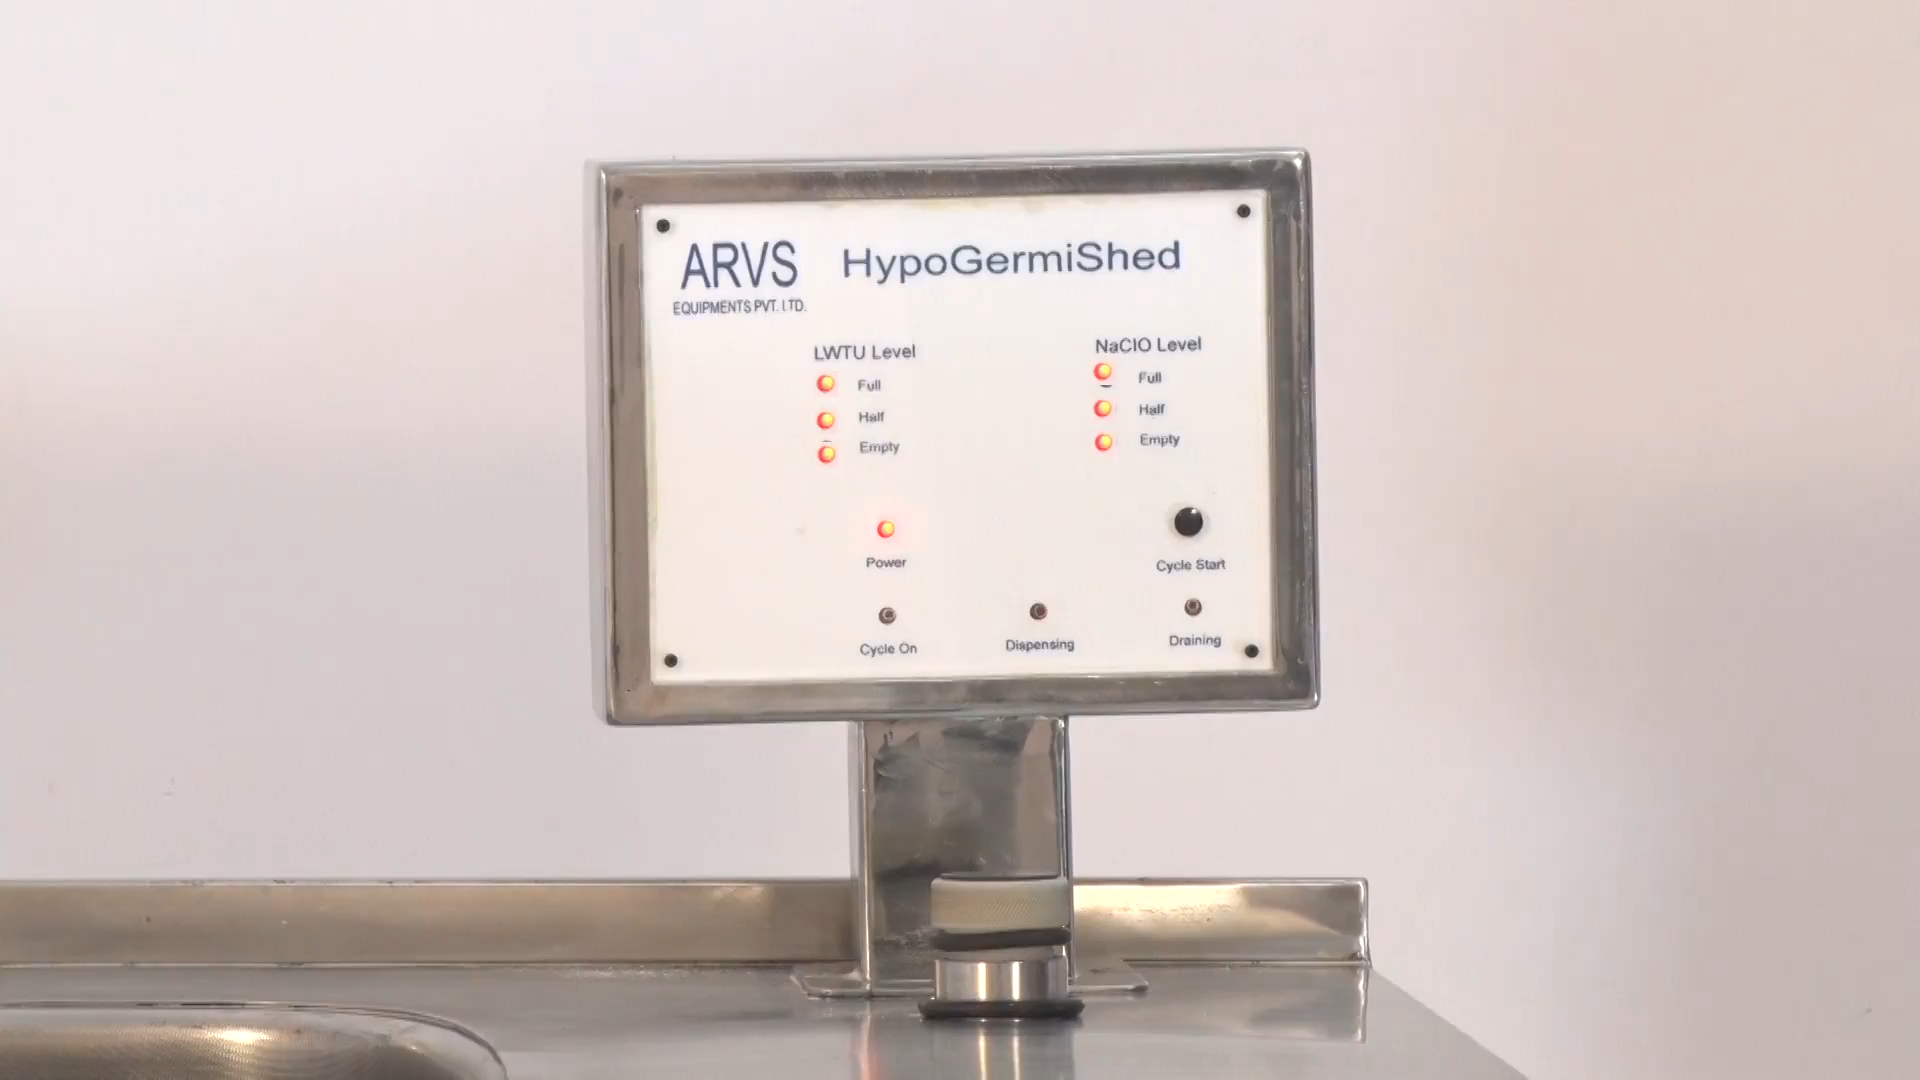 ARVS
EQUIPMENTS PVT. LTD.
HypoGermiShed
LWTU Level
Full
Half
Empty
NaClO Level
Full
Half
Empty
Power
Cycle Start
Cycle On
Dispensing
Draining